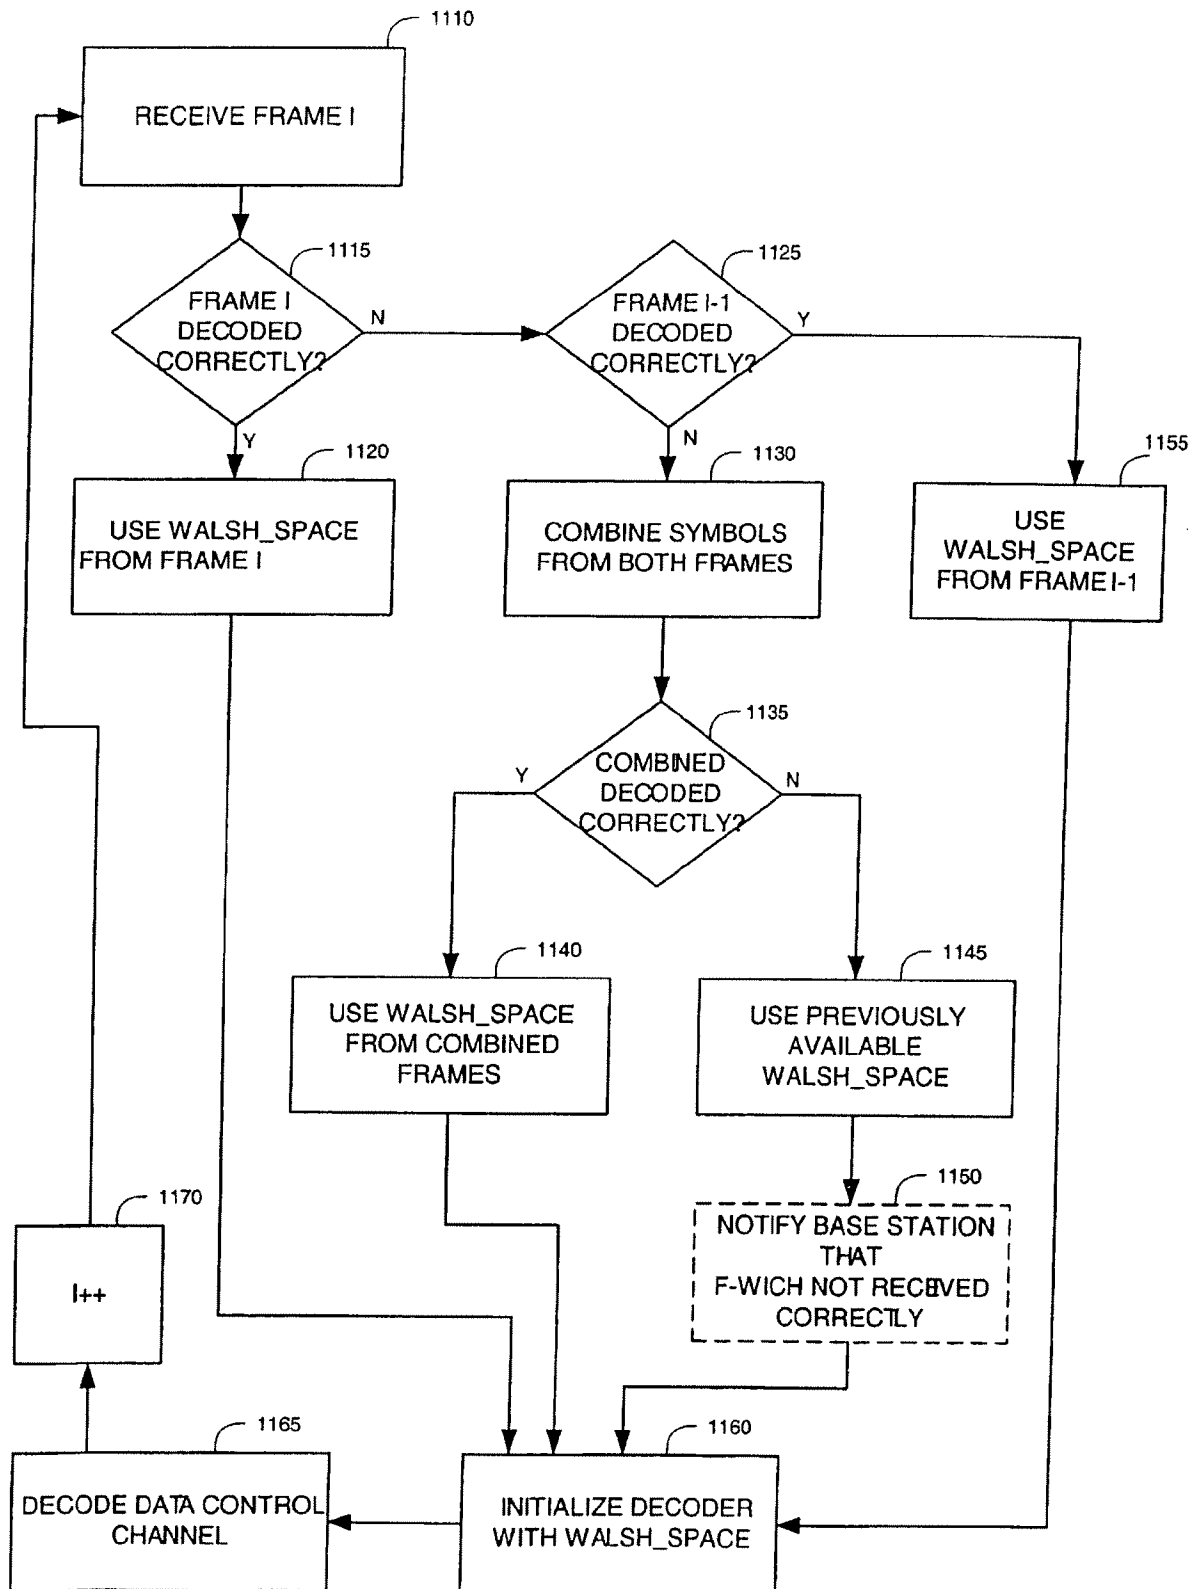 1110
RECEIVE FRAME I
1115
FRAME I
DECODED
CORRECTLY?
N
Y
1125
FRAME I-1
DECODED
CORRECTLY?
Y
N
1120
USE WALSH_SPACE
FROM FRAME I
1130
COMBINE SYMBOLS
FROM BOTH FRAMES
1155
USE
WALSH_SPACE
FROM FRAME I-1
1135
COMBINED
DECODED
CORRECTLY?
Y
N
1140
USE WALSH_SPACE
FROM COMBINED
FRAMES
1145
USE PREVIOUSLY
AVAILABLE
WALSH_SPACE
1150
NOTIFY BASE STATION
THAT
F-WICH NOT RECEIVED
CORRECTLY
1170
I++
1165
DECODE DATA CONTROL
CHANNEL
1160
INITIALIZE DECODER
WITH WALSH_SPACE